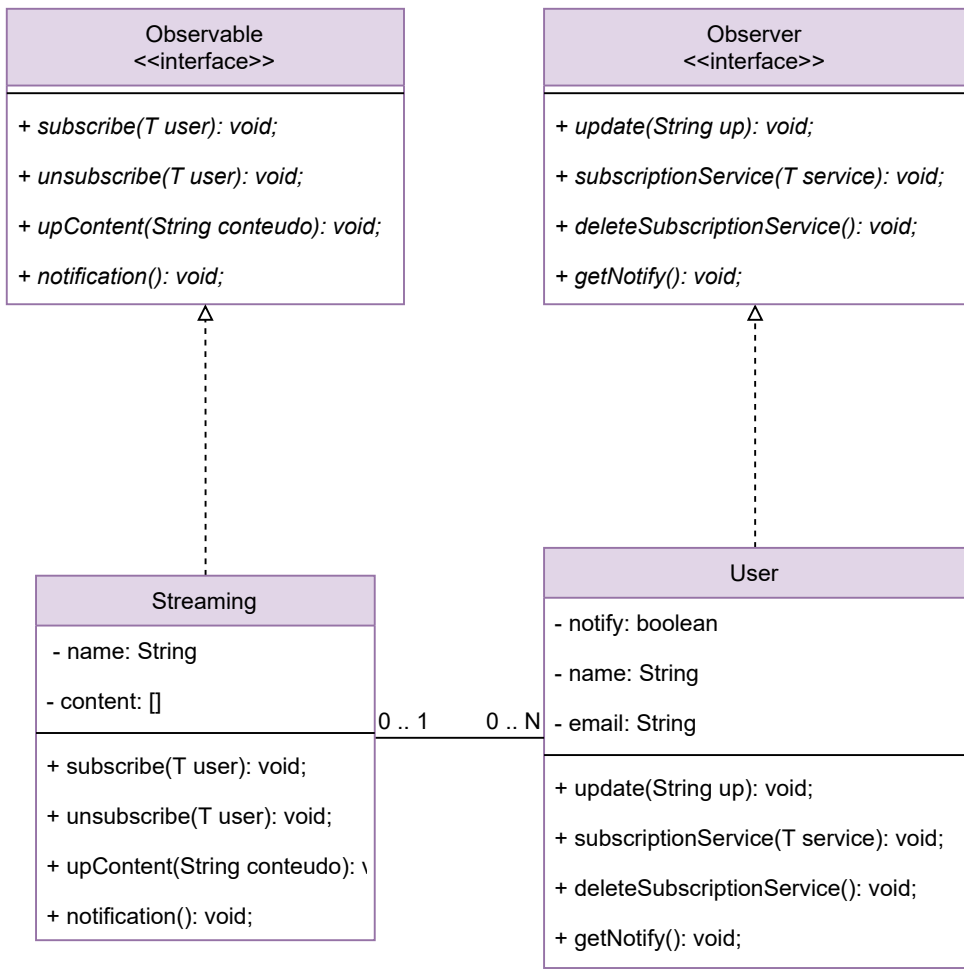 Observable
<<interface>>
+ subscribe(T user): void;
+ unsubscribe(T user): void;
+ upContent(String conteudo): void;
+ notification(): void;
Observer
<<interface>>
+ update(String up): void;
+ subscriptionService(T service): void;
+ deleteSubscriptionService(): void;
+ getNotify(): void;
Streaming
- name: String
- content: []
+ subscribe(T user): void;
+ unsubscribe(T user): void;
+ upContent(String conteudo):
+ notification(): void;
0 .. 1
0 .. N
User
- notify: boolean
- name: String
- email: String
+ update(String up): void;
+ subscriptionService(T service): void;
+ deleteSubscriptionService(): void;
+ getNotify(): void;